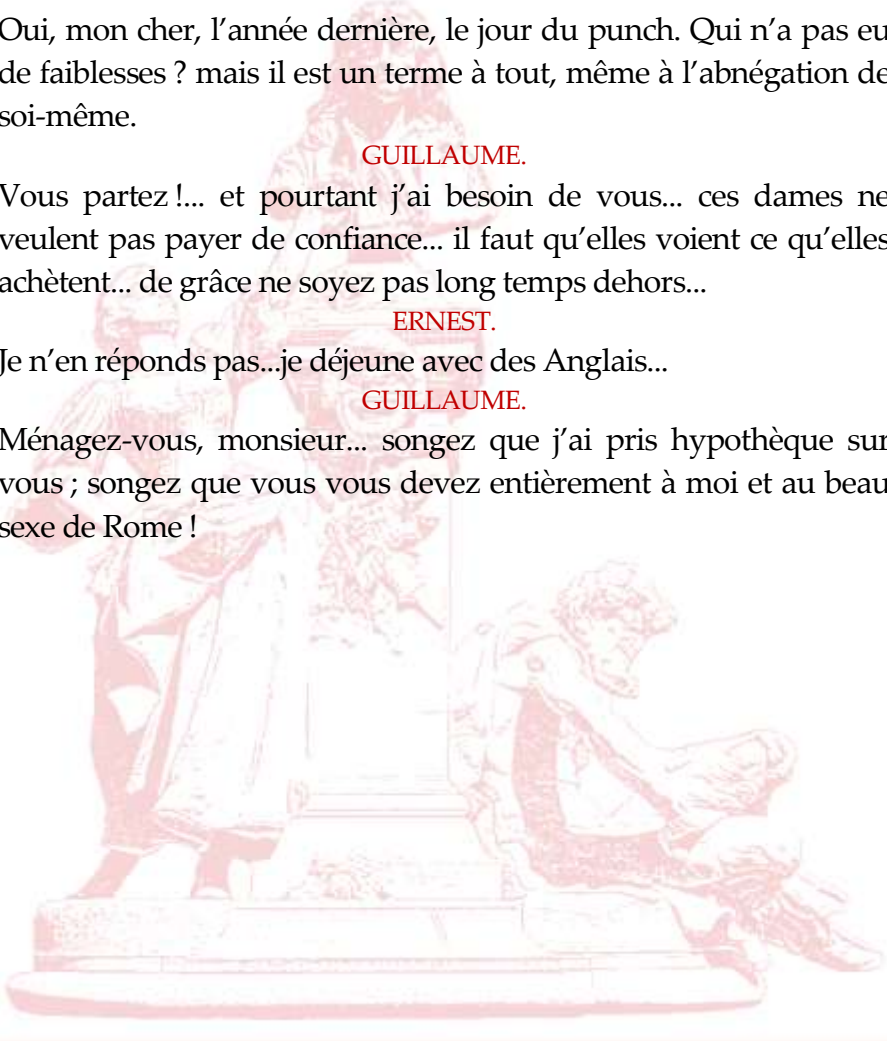 Oui, mon cher, l’année dernière, le jour du punch. Qui n’a pas eu
de faiblesses ? mais il est un terme à tout, même à l’abnégation de
soi-même.
GUILLAUME.
Vous partez !... et pourtant j’ai besoin de vous... ces dames ne
veulent pas payer de confiance... il faut qu’elles voient ce qu’elles
achètent... de grâce ne soyez pas long temps dehors...
ERNEST.
Je n’en réponds pas...je déjeune avec des Anglais...
GUILLAUME.
Ménagez-vous, monsieur... songez que j’ai pris hypothèque sur
vous ; songez que vous vous devez entièrement à moi et au beau
sexe de Rome !